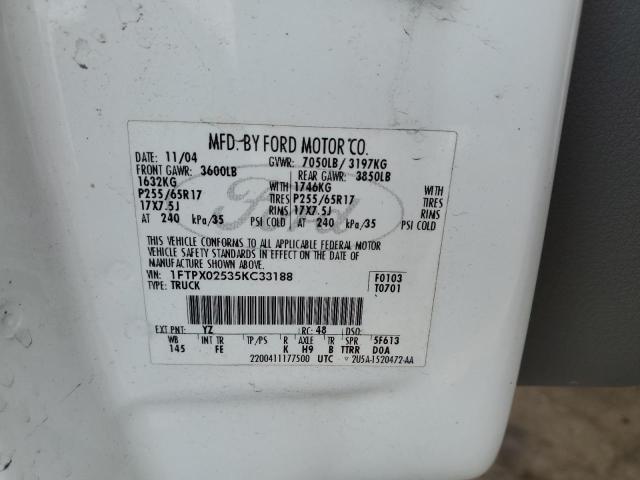 MFD. BY FORD MOTOR CO.
DATE: 11/04 GVWR: 7050LB/ 3197KG
FRONT GAWR: 3600LB REAR GAWR: 3850LB
1632KG WITH 1746KG WITH
P255/65R17 TIRES P255/65R17 TIRES
17X7.5J RIMS 17X7.5J RIMS
AT 240 kPa/35 PSI COLD AT 240 kPa/35 PSI COLD
THIS VEHICLE CONFORMS TO ALL APPLICABLE FEDERAL MOTOR
VEHICLE SAFETY STANDARDS IN EFFECT ON THE DATE OF
MANUFACTURE SHOWN ABOVE.
VIN: 1FTPX02535KC33188 F0103
TYPE: TRUCK T0701
EXT PNT: YZ RC: 48 DSO:
WB INT TR TP/PS R AXLE TR SPR 5F613
145 FE K H9 B TTRR DOA
2200411177500 UTC 2U5A-1520472-AA
Ford